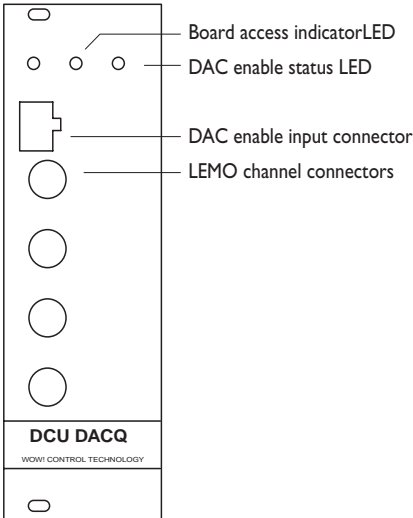 Board access indicatorLED
DAC enable status LED
DAC enable input connector
LEMO channel connectors
DCU DACQ
WOW! CONTROL TECHNOLOGY